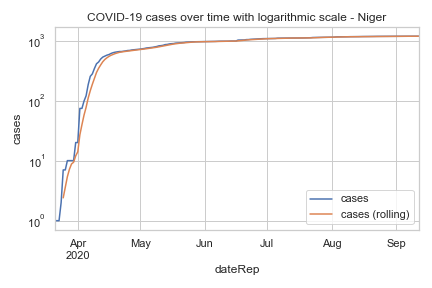 COVID-19 cases over time with logarithmic scale - Niger
cases
10³
10²
10¹
10⁰
cases
cases (rolling)
Apr
2020
May
Jun
Jul
Aug
Sep
dateRep